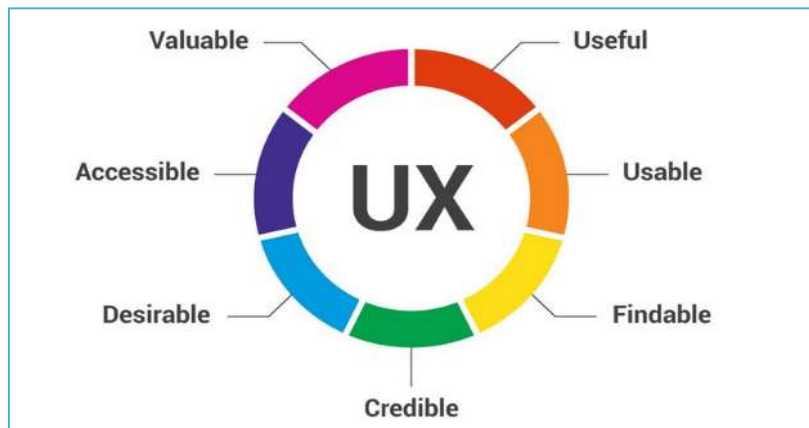 Valuable
Useful
Accessible
UX
Usable
Desirable
Findable
Credible